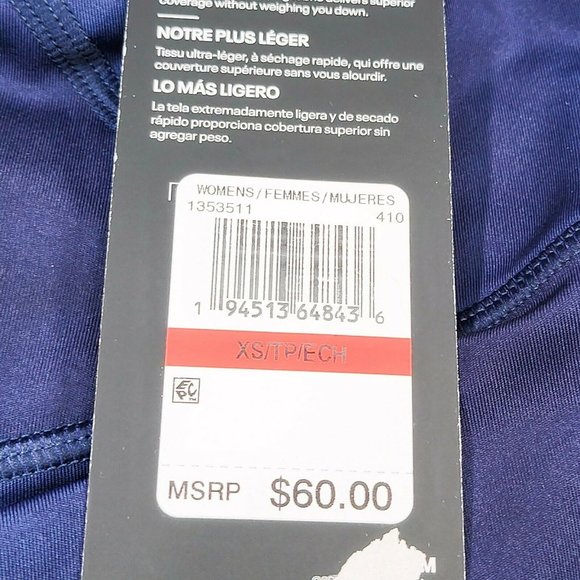 delivers superior
coverage without weighing you down.
NOTRE PLUS LÉGER
Tissu ultra-léger, à séchage rapide, qui offre une
couverture supérieure sans vous alourdir.
LO MÁS LIGERO
La tela extremadamente ligera y de secado
rápido proporciona cobertura superior sin
agregar peso.
WOMENS/FEMMES/MUJERES
1353511 410
1 94513 64843 6
XS/TP/ECH
MSRP $60.00
M